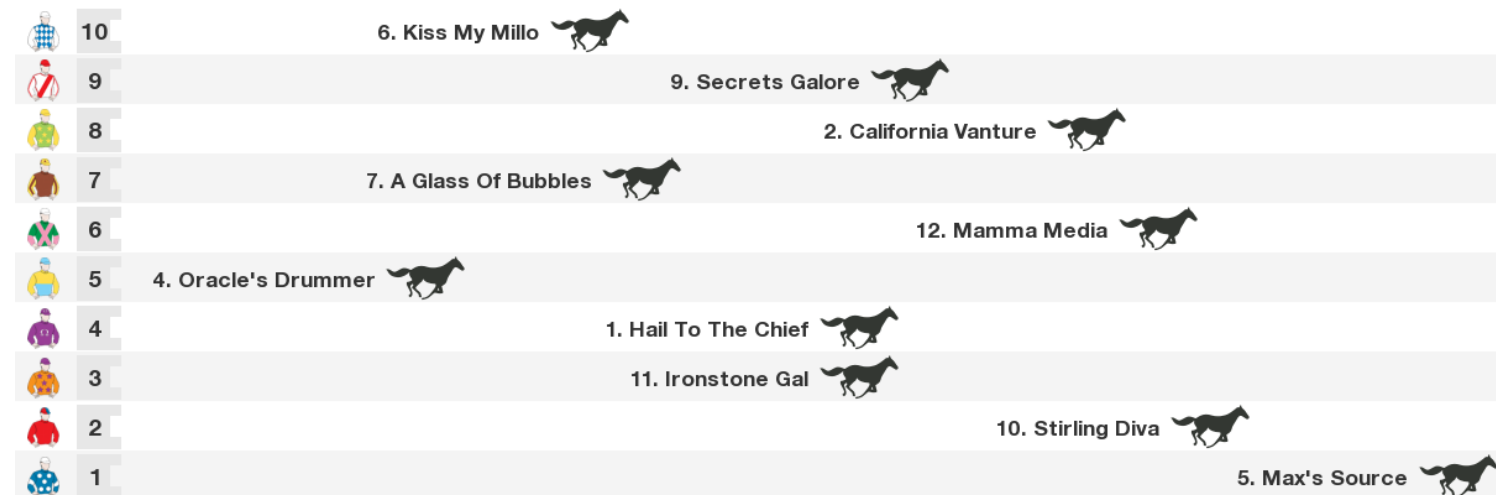 10 6. Kiss My Millo
9 9. Secrets Galore
8 2. California Vanture
7 7. A Glass Of Bubbles
6 12. Mamma Media
5 4. Oracle's Drummer
4 1. Hail To The Chief
3 11. Ironstone Gal
2 10. Stirling Diva
1 5. Max's Source